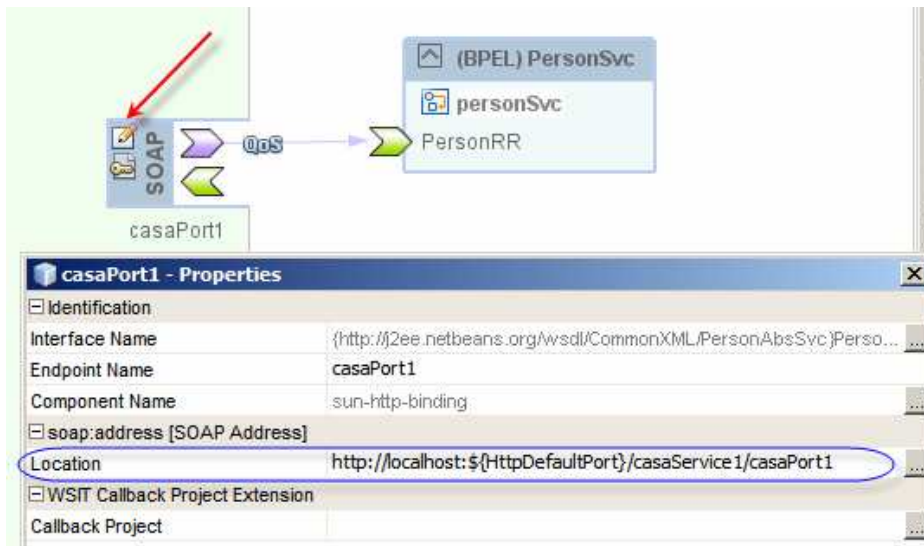 (BPEL) PersonSvc
personSvc
SOAP
QoS
PersonRR
casaPort1
casaPort1 - Properties
Identification
Interface Name {http://j2ee.netbeans.org/wsdl/CommonXML/PersonAbsSvc}Perso... ...
Endpoint Name casaPort1
Component Name sun-http-binding ...
soap:address [SOAP Address]
Location http://localhost:${HttpDefaultPort}/casaService1/casaPort1 ...
WSIT Callback Project Extension
Callback Project ...